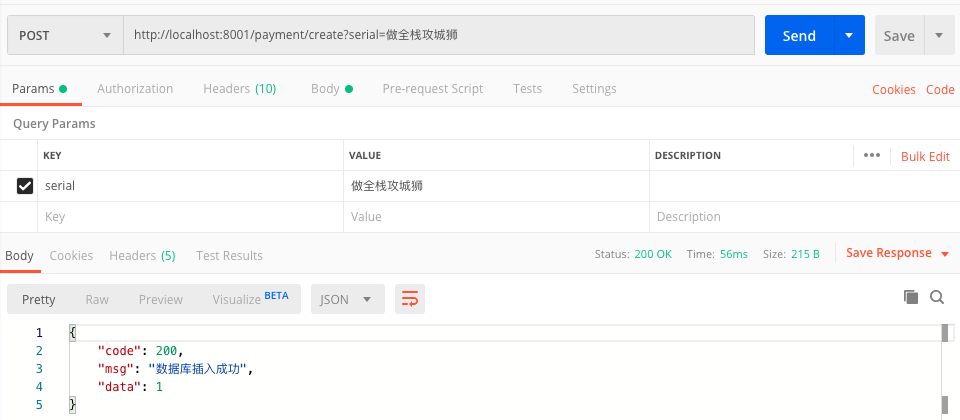 POST http://localhost:8001/payment/create?serial=做全栈攻城狮 Send Save
Params Authorization Headers (10) Body Pre-request Script Tests Settings Cookies Code
Query Params
KEY VALUE DESCRIPTION ••• Bulk Edit
serial 做全栈攻城狮
Key Value Description
Body Cookies Headers (5) Test Results Status: 200 OK Time: 56ms Size: 215 B Save Response
Pretty Raw Preview Visualize BETA JSON
1 {
2 "code": 200,
3 "msg": "数据库插入成功",
4 "data": 1
5 }